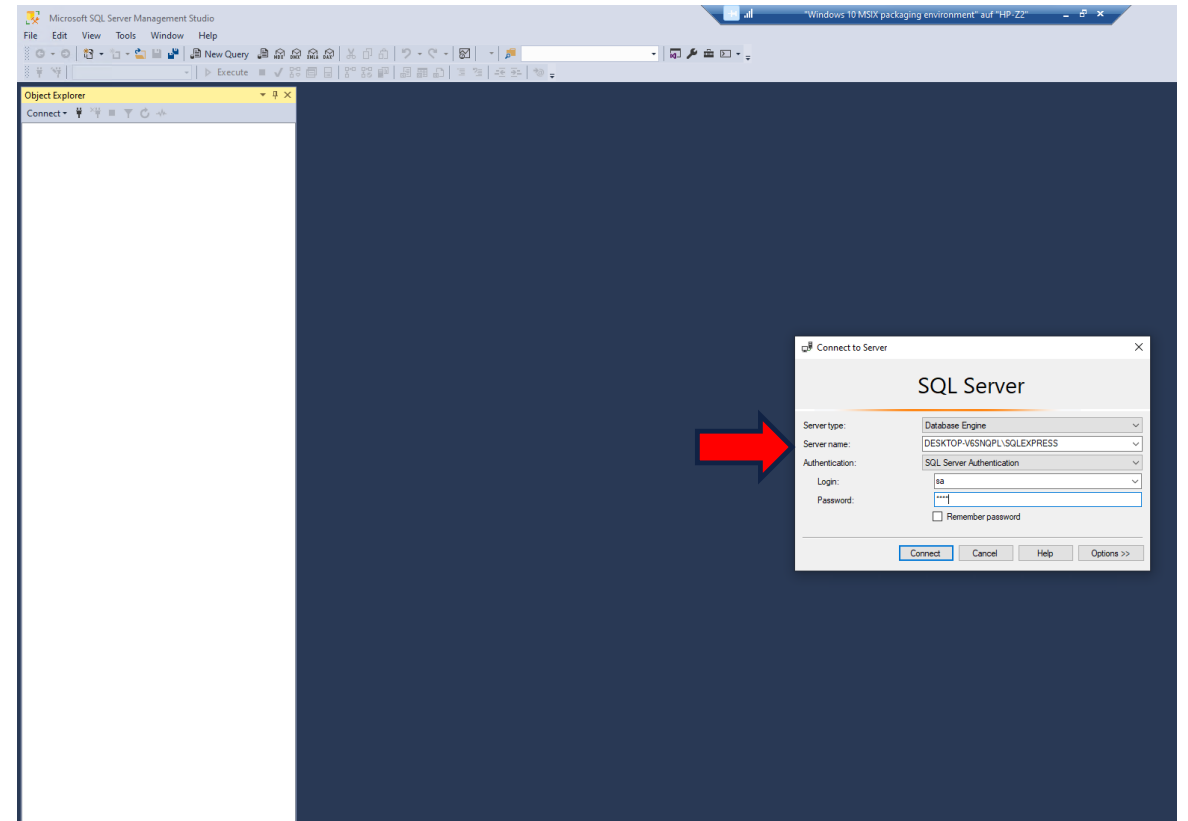 Microsoft SQL Server Management Studio
"Windows 10 MSIX packaging environment" auf "HP-Z2"
File Edit View Tools Window Help
New Query
Execute
Object Explorer
Connect
Connect to Server
SQL Server
Server type: Database Engine
Server name: DESKTOP-V6SNQPL\SQLEXPRESS
Authentication: SQL Server Authentication
Login: sa
Password: ****
Remember password
Connect Cancel Help Options >>